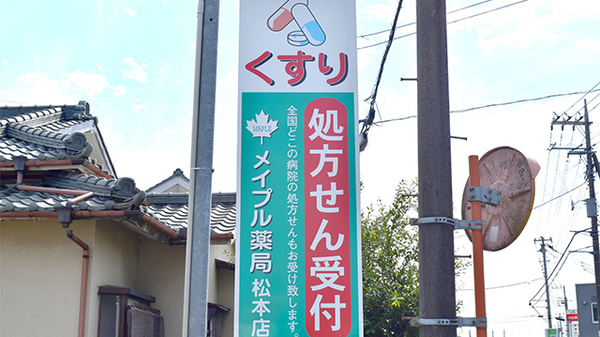 くすり
処方せん受付
全国どこの病院の処方せんもお受け致します。
MAPLE
メイプル薬局 松本店